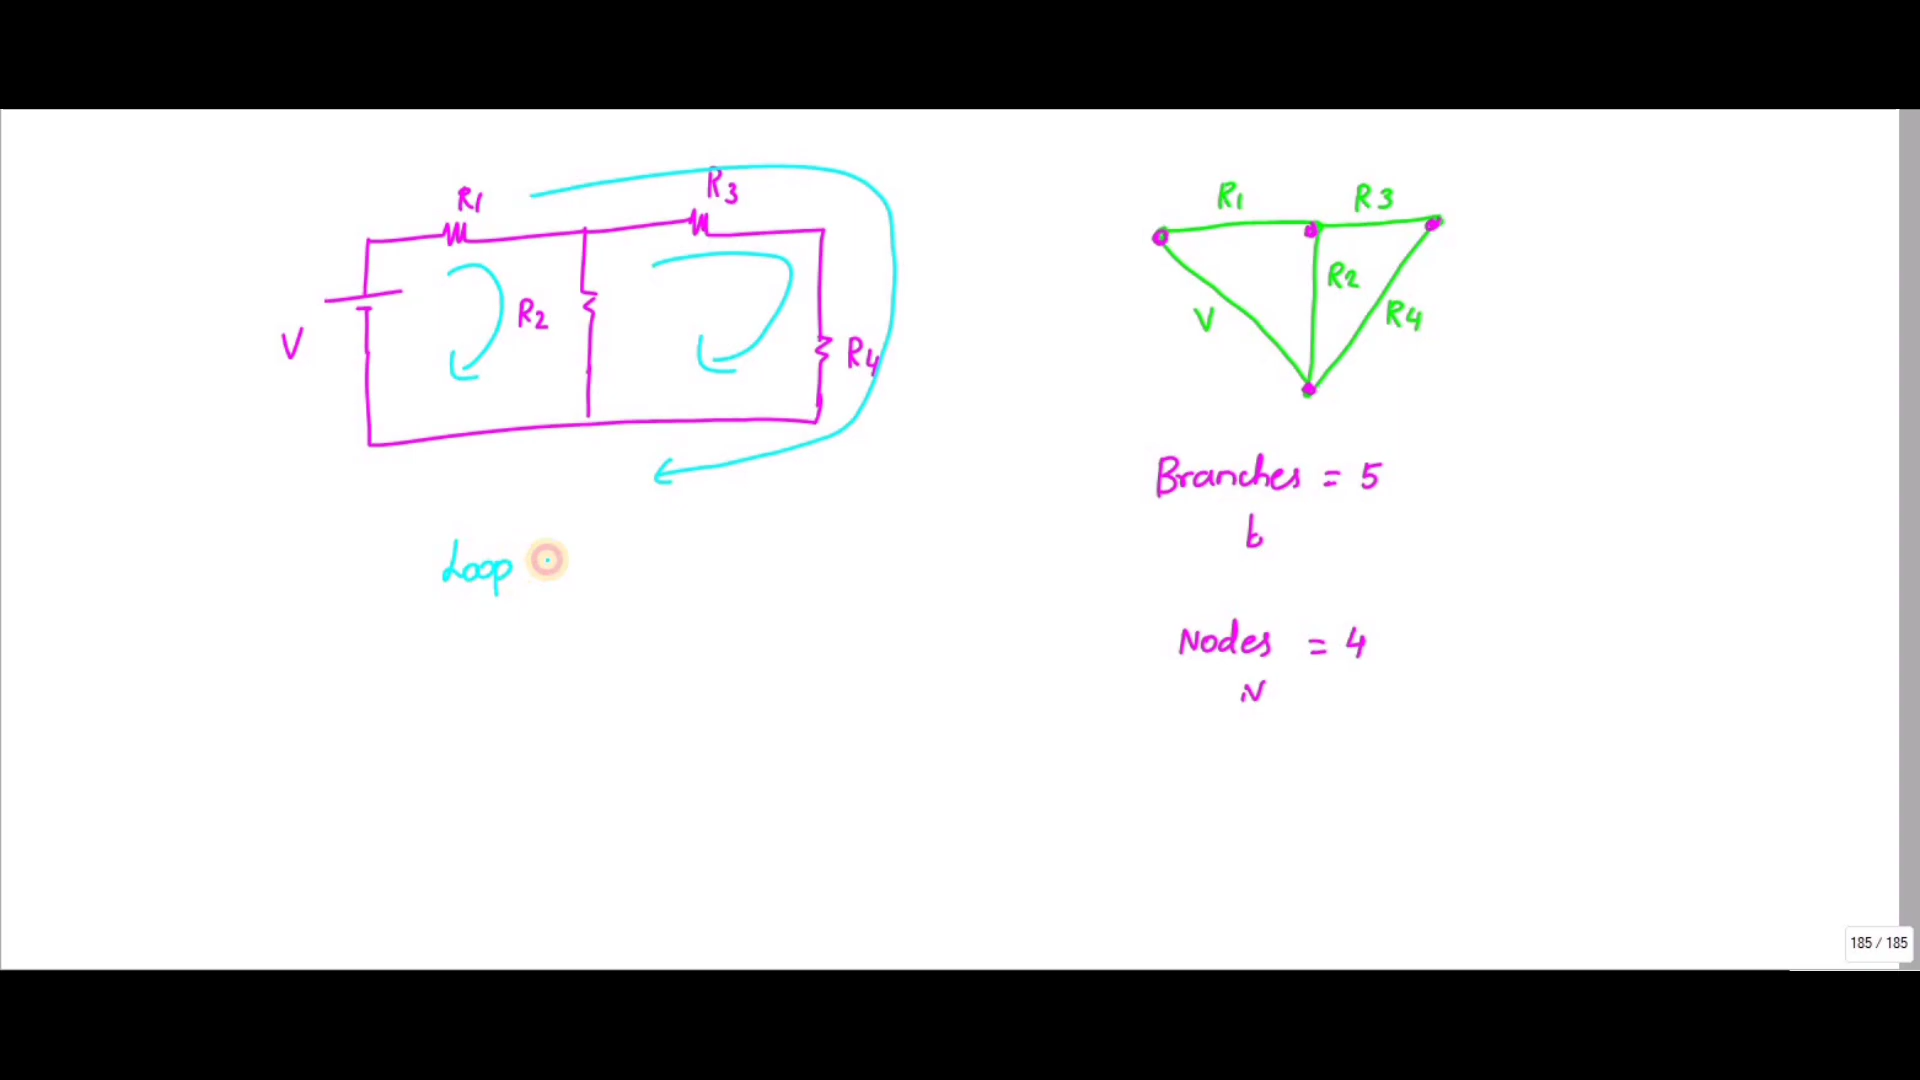 R1
R3
R2
V
R4
Loop
R1
R3
R2
V
R4
Branches = 5
b
Nodes = 4
N
185 / 185